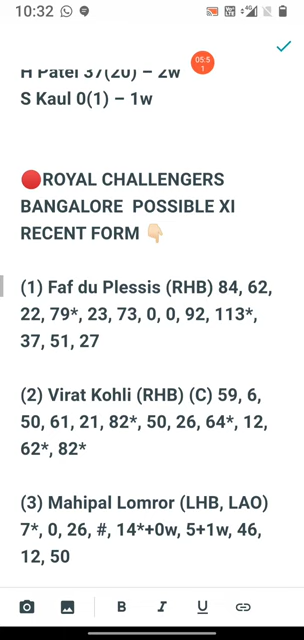 10:32
05:5
1
H Patel 37(20) – 2w
S Kaul 0(1) – 1w
🔴ROYAL CHALLENGERS
BANGALORE POSSIBLE XI
RECENT FORM 👇🏻
(1) Faf du Plessis (RHB) 84, 62,
22, 79*, 23, 73, 0, 0, 92, 113*,
37, 51, 27
(2) Virat Kohli (RHB) (C) 59, 6,
50, 61, 21, 82*, 50, 26, 64*, 12,
62*, 82*
(3) Mahipal Lomror (LHB, LAO)
7*, 0, 26, #, 14*+0w, 5+1w, 46,
12, 50
B I U